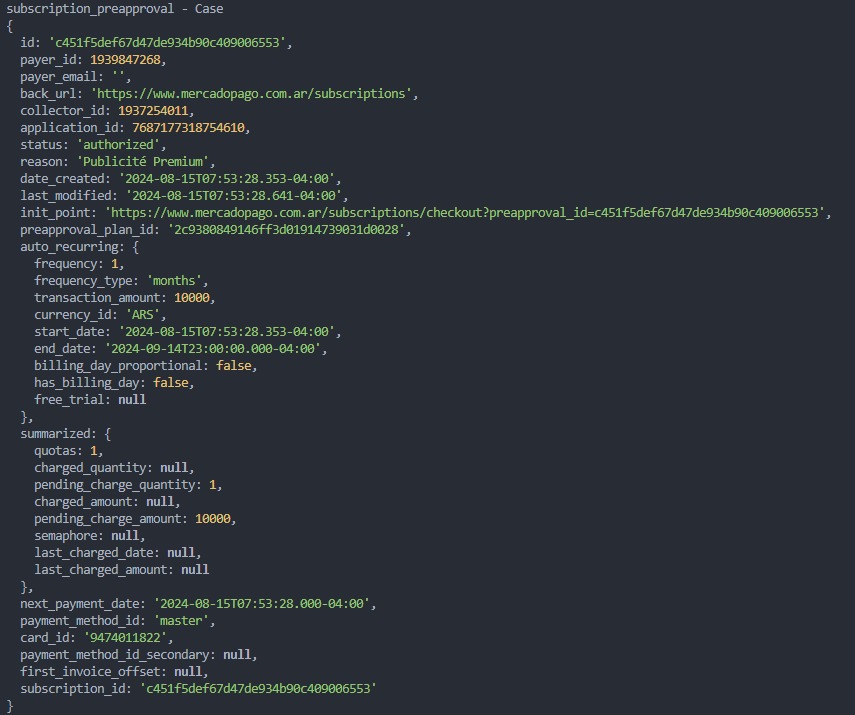 subscription_preapproval - Case
{
  id: 'c451f5def67d47de934b90c409006553',
  payer_id: 1939847268,
  payer_email: '',
  back_url: 'https://www.mercadopago.com.ar/subscriptions',
  collector_id: 1937254011,
  application_id: 7687177318754610,
  status: 'authorized',
  reason: 'Publicité Premium',
  date_created: '2024-08-15T07:53:28.353-04:00',
  last_modified: '2024-08-15T07:53:28.641-04:00',
  init_point: 'https://www.mercadopago.com.ar/subscriptions/checkout?preapproval_id=c451f5def67d47de934b90c409006553',
  preapproval_plan_id: '2c9380849146ff3d01914739031d0028',
  auto_recurring: {
    frequency: 1,
    frequency_type: 'months',
    transaction_amount: 10000,
    currency_id: 'ARS',
    start_date: '2024-08-15T07:53:28.353-04:00',
    end_date: '2024-09-14T23:00:00.000-04:00',
    billing_day_proportional: false,
    has_billing_day: false,
    free_trial: null
  },
  summarized: {
    quotas: 1,
    charged_quantity: null,
    pending_charge_quantity: 1,
    charged_amount: null,
    pending_charge_amount: 10000,
    semaphore: null,
    last_charged_date: null,
    last_charged_amount: null
  },
  next_payment_date: '2024-08-15T07:53:28.000-04:00',
  payment_method_id: 'master',
  card_id: '9474011822',
  payment_method_id_secondary: null,
  first_invoice_offset: null,
  subscription_id: 'c451f5def67d47de934b90c409006553'
}